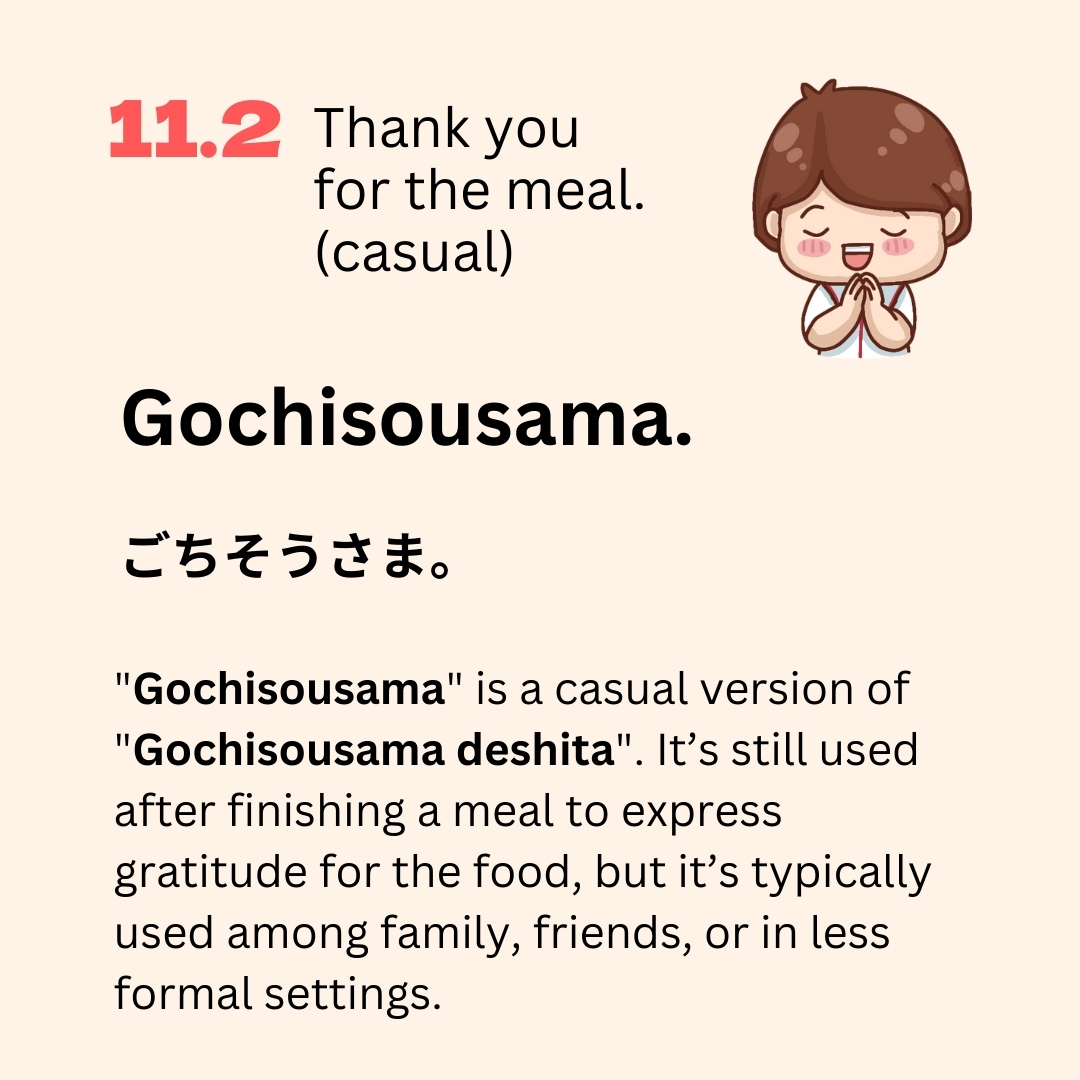 11.2 Thank you
for the meal.
(casual)
Gochisousama.
ごちそうさま。
"Gochisousama" is a casual version of
"Gochisousama deshita". It’s still used
after finishing a meal to express
gratitude for the food, but it’s typically
used among family, friends, or in less
formal settings.